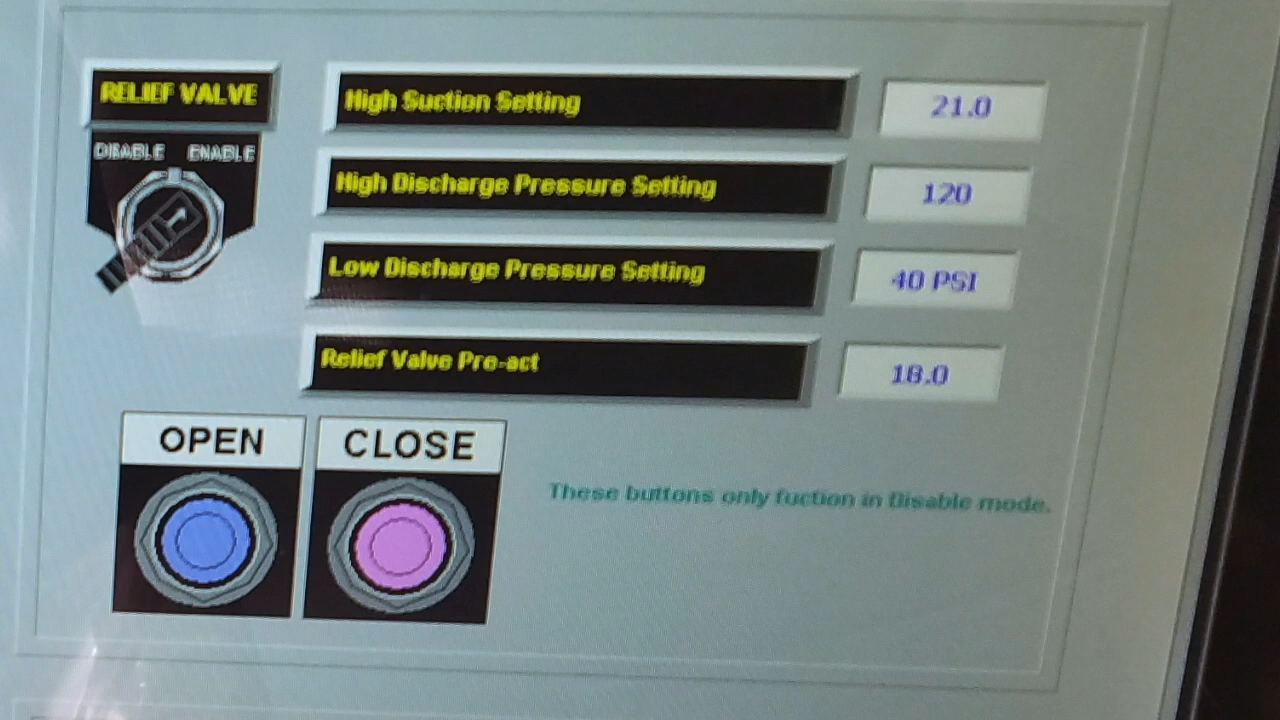 RELIEF VALVE
DISABLE ENABLE
High Suction Setting 21.0
High Discharge Pressure Setting 120
Low Discharge Pressure Setting 40 PSI
Relief Valve Pre-act 18.0
OPEN CLOSE
These buttons only fuction in Disable mode.